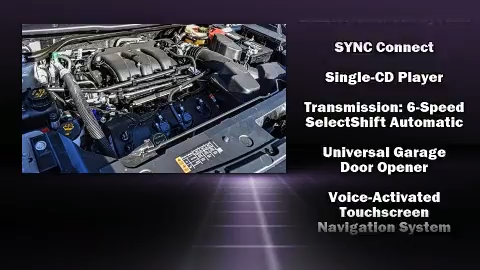 SYNC Connect
Single-CD Player
Transmission: 6-Speed
SelectShift Automatic
Universal Garage
Door Opener
Voice-Activated
Touchscreen
Navigation System